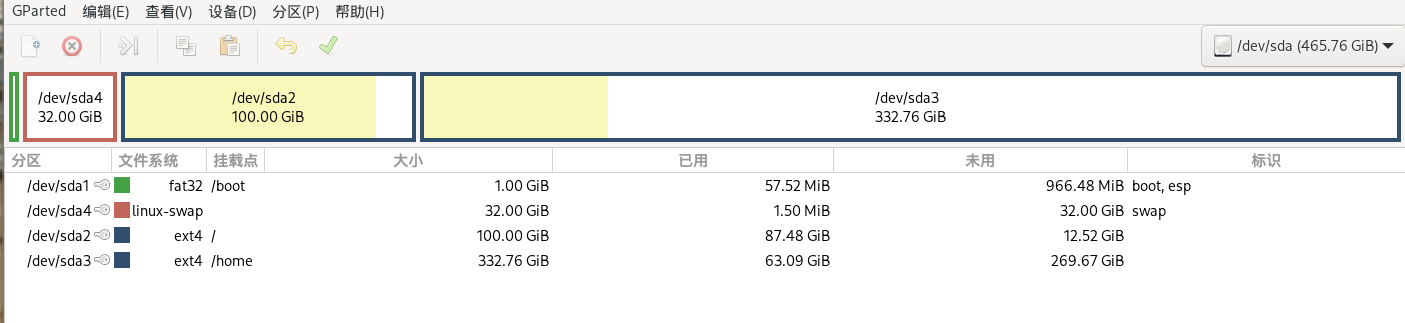 GParted 编辑(E) 查看(V) 设备(D) 分区(P) 帮助(H)
/dev/sda (465.76 GiB)
/dev/sda4 /dev/sda2 /dev/sda3
32.00 GiB 100.00 GiB 332.76 GiB
分区 文件系统 挂载点 大小 已用 未用 标识
/dev/sda1 fat32 /boot 1.00 GiB 57.52 MiB 966.48 MiB boot, esp
/dev/sda4 linux-swap 32.00 GiB 1.50 MiB 32.00 GiB swap
/dev/sda2 ext4 / 100.00 GiB 87.48 GiB 12.52 GiB
/dev/sda3 ext4 /home 332.76 GiB 63.09 GiB 269.67 GiB